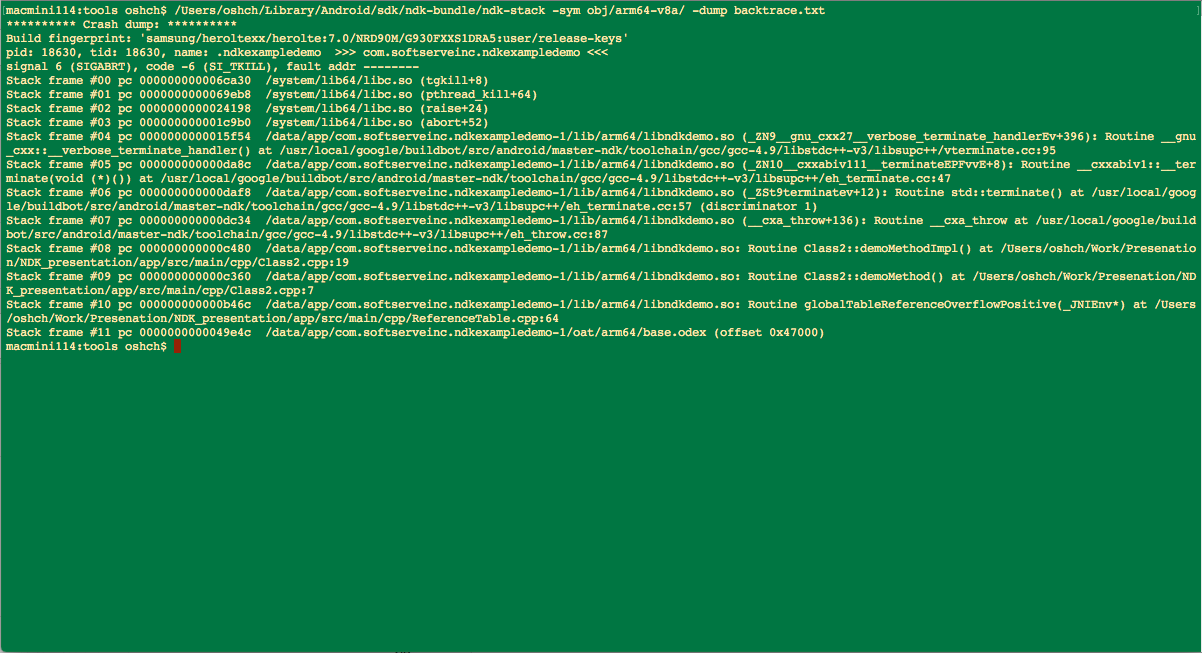 macmini114:tools oshch$ /Users/oshch/Library/Android/sdk/ndk-bundle/ndk-stack -sym obj/arm64-v8a/ -dump backtrace.txt
********** Crash dump: **********
Build fingerprint: 'samsung/heroltexx/herolte:7.0/NRD90M/G930FXXS1DRA5:user/release-keys'
pid: 18630, tid: 18630, name: .ndkexampledemo  >>> com.softserveinc.ndkexampledemo <<<
signal 6 (SIGABRT), code -6 (SI_TKILL), fault addr --------
Stack frame #00 pc 000000000006ca30  /system/lib64/libc.so (tgkill+8)
Stack frame #01 pc 0000000000069eb8  /system/lib64/libc.so (pthread_kill+64)
Stack frame #02 pc 0000000000024198  /system/lib64/libc.so (raise+24)
Stack frame #03 pc 000000000001c9b0  /system/lib64/libc.so (abort+52)
Stack frame #04 pc 0000000000015f54  /data/app/com.softserveinc.ndkexampledemo-1/lib/arm64/libndkdemo.so (_ZN9__gnu_cxx27__verbose_terminate_handlerEv+396): Routine __gnu
_cxx::__verbose_terminate_handler() at /usr/local/google/buildbot/src/android/master-ndk/toolchain/gcc/gcc-4.9/libstdc++-v3/libsupc++/vterminate.cc:95
Stack frame #05 pc 000000000000da8c  /data/app/com.softserveinc.ndkexampledemo-1/lib/arm64/libndkdemo.so (_ZN10__cxxabiv111__terminateEPFvvE+8): Routine __cxxabiv1::__ter
minate(void (*)()) at /usr/local/google/buildbot/src/android/master-ndk/toolchain/gcc/gcc-4.9/libstdc++-v3/libsupc++/eh_terminate.cc:47
Stack frame #06 pc 000000000000daf8  /data/app/com.softserveinc.ndkexampledemo-1/lib/arm64/libndkdemo.so (_ZSt9terminatev+12): Routine std::terminate() at /usr/local/goog
le/buildbot/src/android/master-ndk/toolchain/gcc/gcc-4.9/libstdc++-v3/libsupc++/eh_terminate.cc:57 (discriminator 1)
Stack frame #07 pc 000000000000dc34  /data/app/com.softserveinc.ndkexampledemo-1/lib/arm64/libndkdemo.so (__cxa_throw+136): Routine __cxa_throw at /usr/local/google/build
bot/src/android/master-ndk/toolchain/gcc/gcc-4.9/libstdc++-v3/libsupc++/eh_throw.cc:87
Stack frame #08 pc 000000000000c480  /data/app/com.softserveinc.ndkexampledemo-1/lib/arm64/libndkdemo.so: Routine Class2::demoMethodImpl() at /Users/oshch/Work/Presenatio
n/NDK_presentation/app/src/main/cpp/Class2.cpp:19
Stack frame #09 pc 000000000000c360  /data/app/com.softserveinc.ndkexampledemo-1/lib/arm64/libndkdemo.so: Routine Class2::demoMethod() at /Users/oshch/Work/Presenation/ND
K_presentation/app/src/main/cpp/Class2.cpp:7
Stack frame #10 pc 000000000000b46c  /data/app/com.softserveinc.ndkexampledemo-1/lib/arm64/libndkdemo.so: Routine globalTableReferenceOverflowPositive(_JNIEnv*) at /Users
/oshch/Work/Presenation/NDK_presentation/app/src/main/cpp/ReferenceTable.cpp:64
Stack frame #11 pc 0000000000049e4c  /data/app/com.softserveinc.ndkexampledemo-1/oat/arm64/base.odex (offset 0x47000)
macmini114:tools oshch$